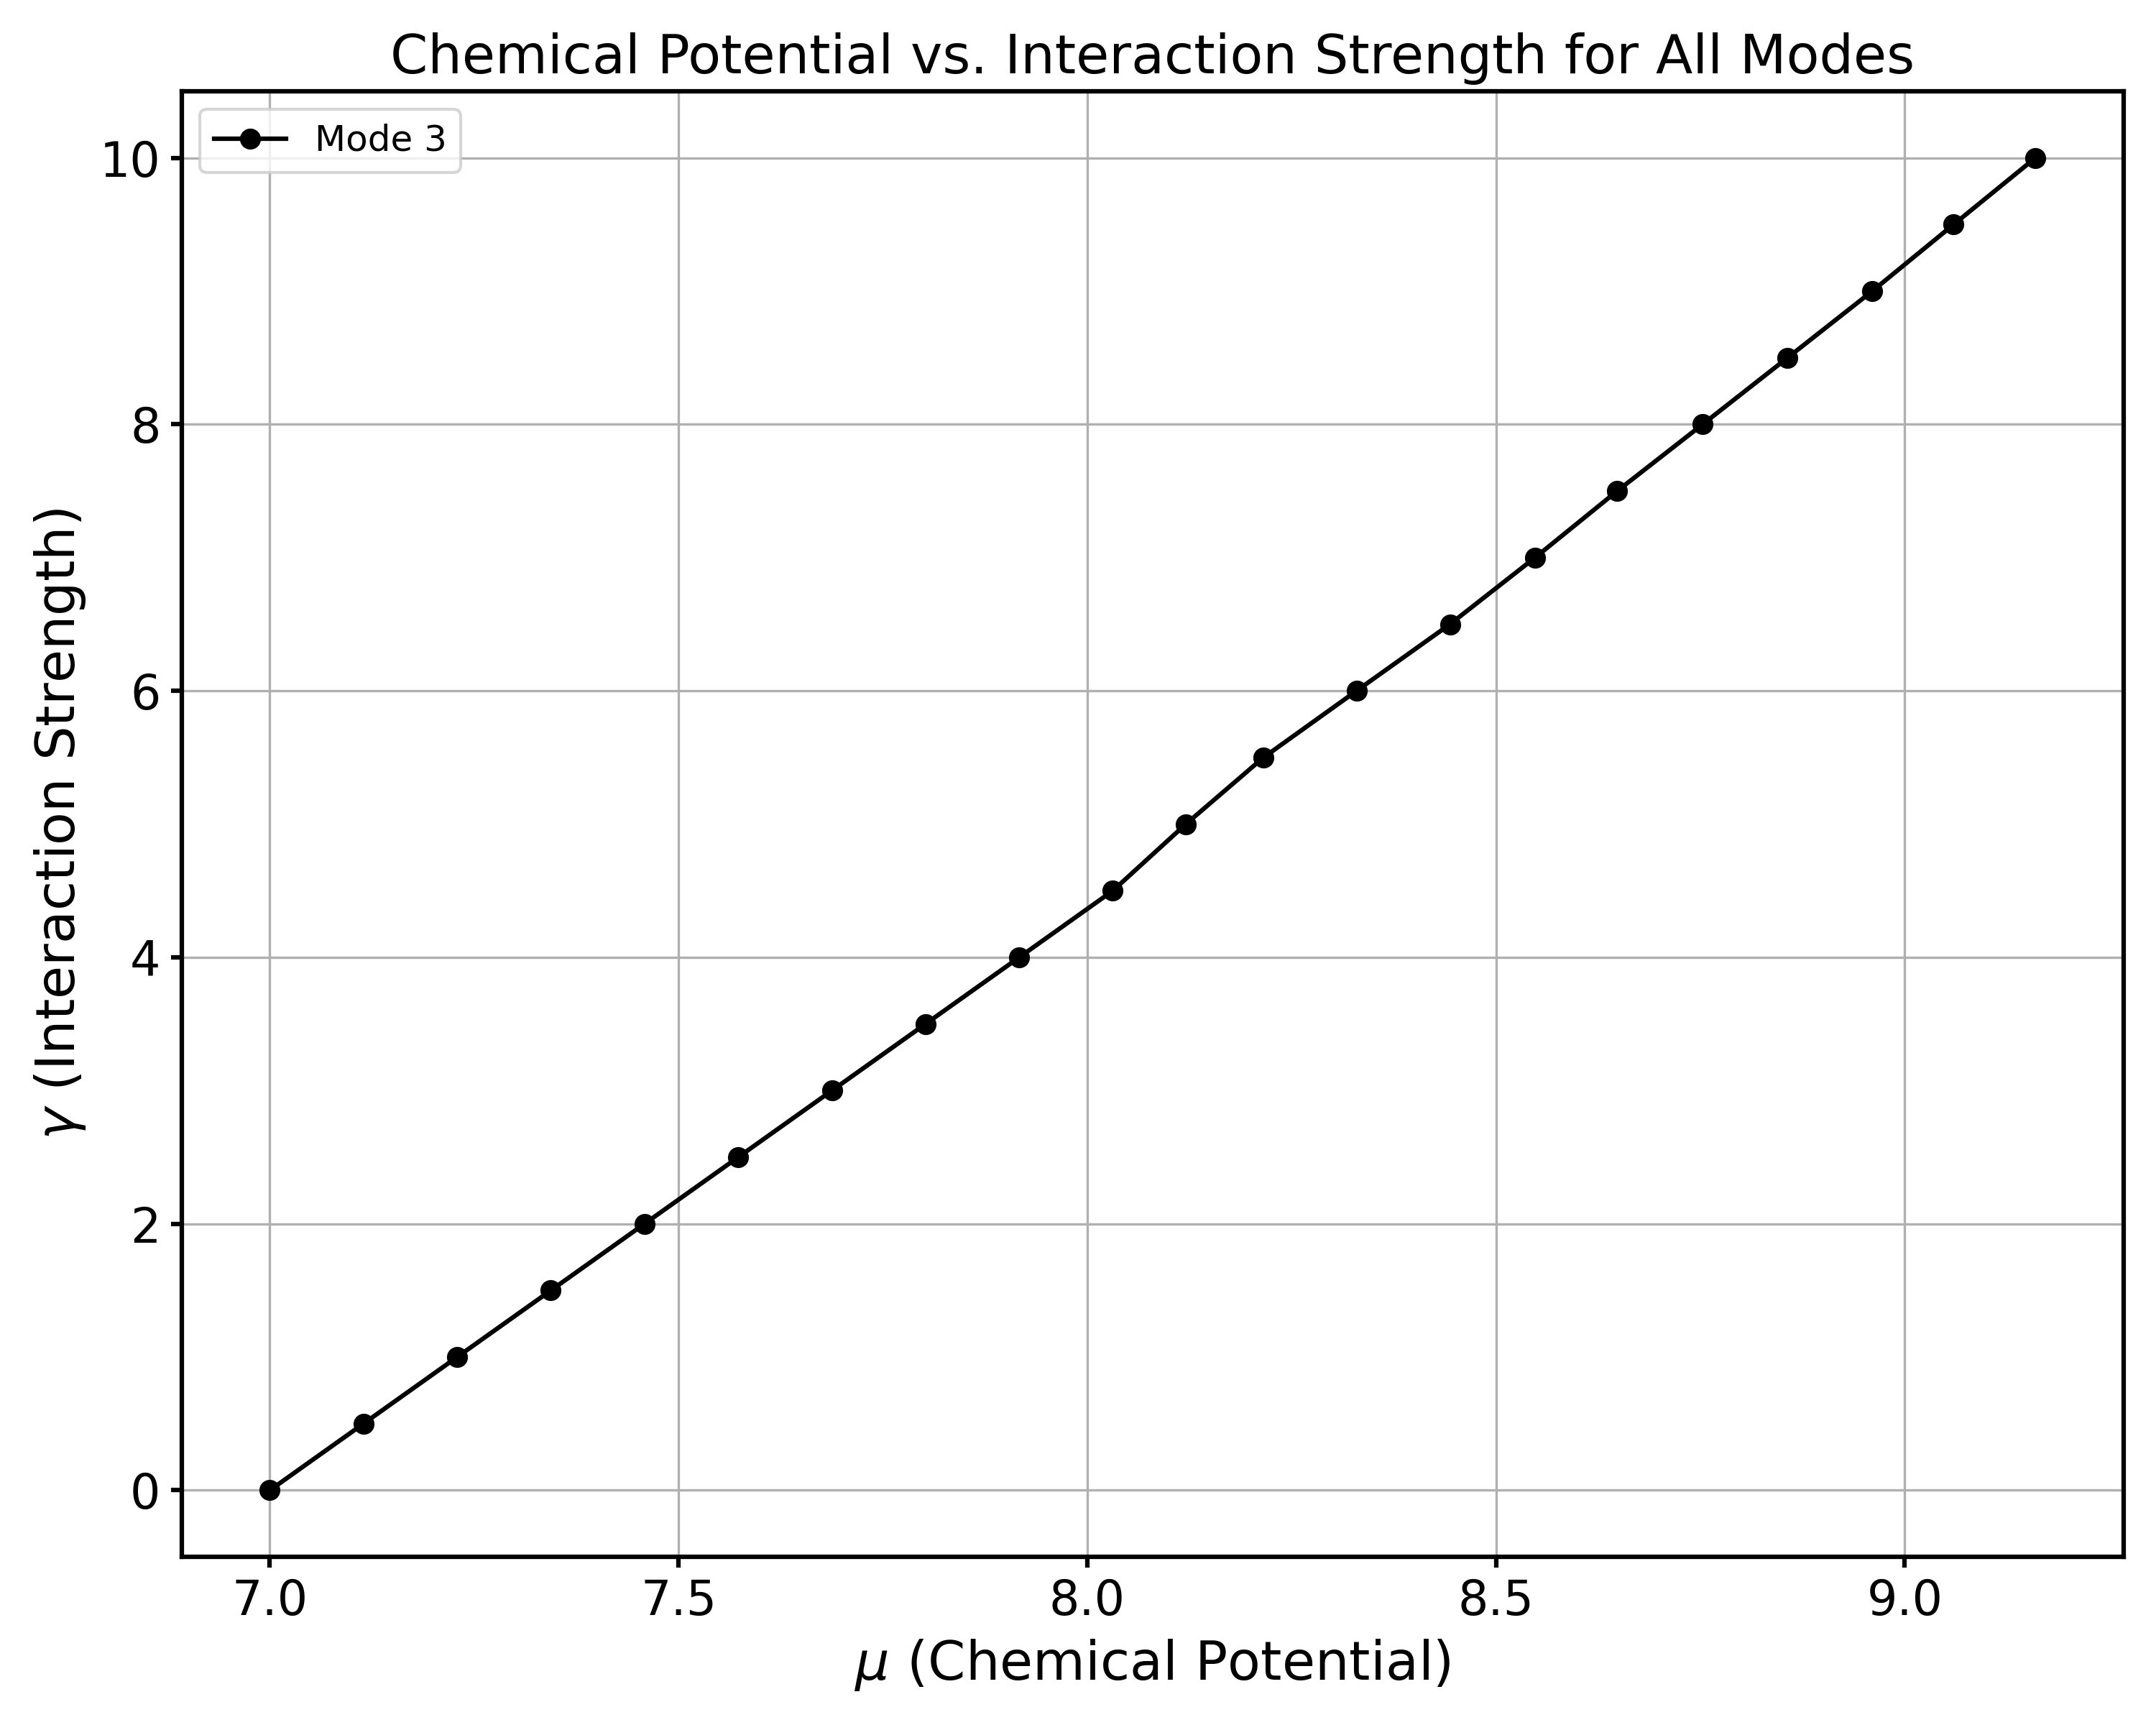 Chemical Potential vs. Interaction Strength for All Modes
Mode 3
γ (Interaction Strength)
10
8
6
4
2
0
7.0 7.5 8.0 8.5 9.0
μ (Chemical Potential)